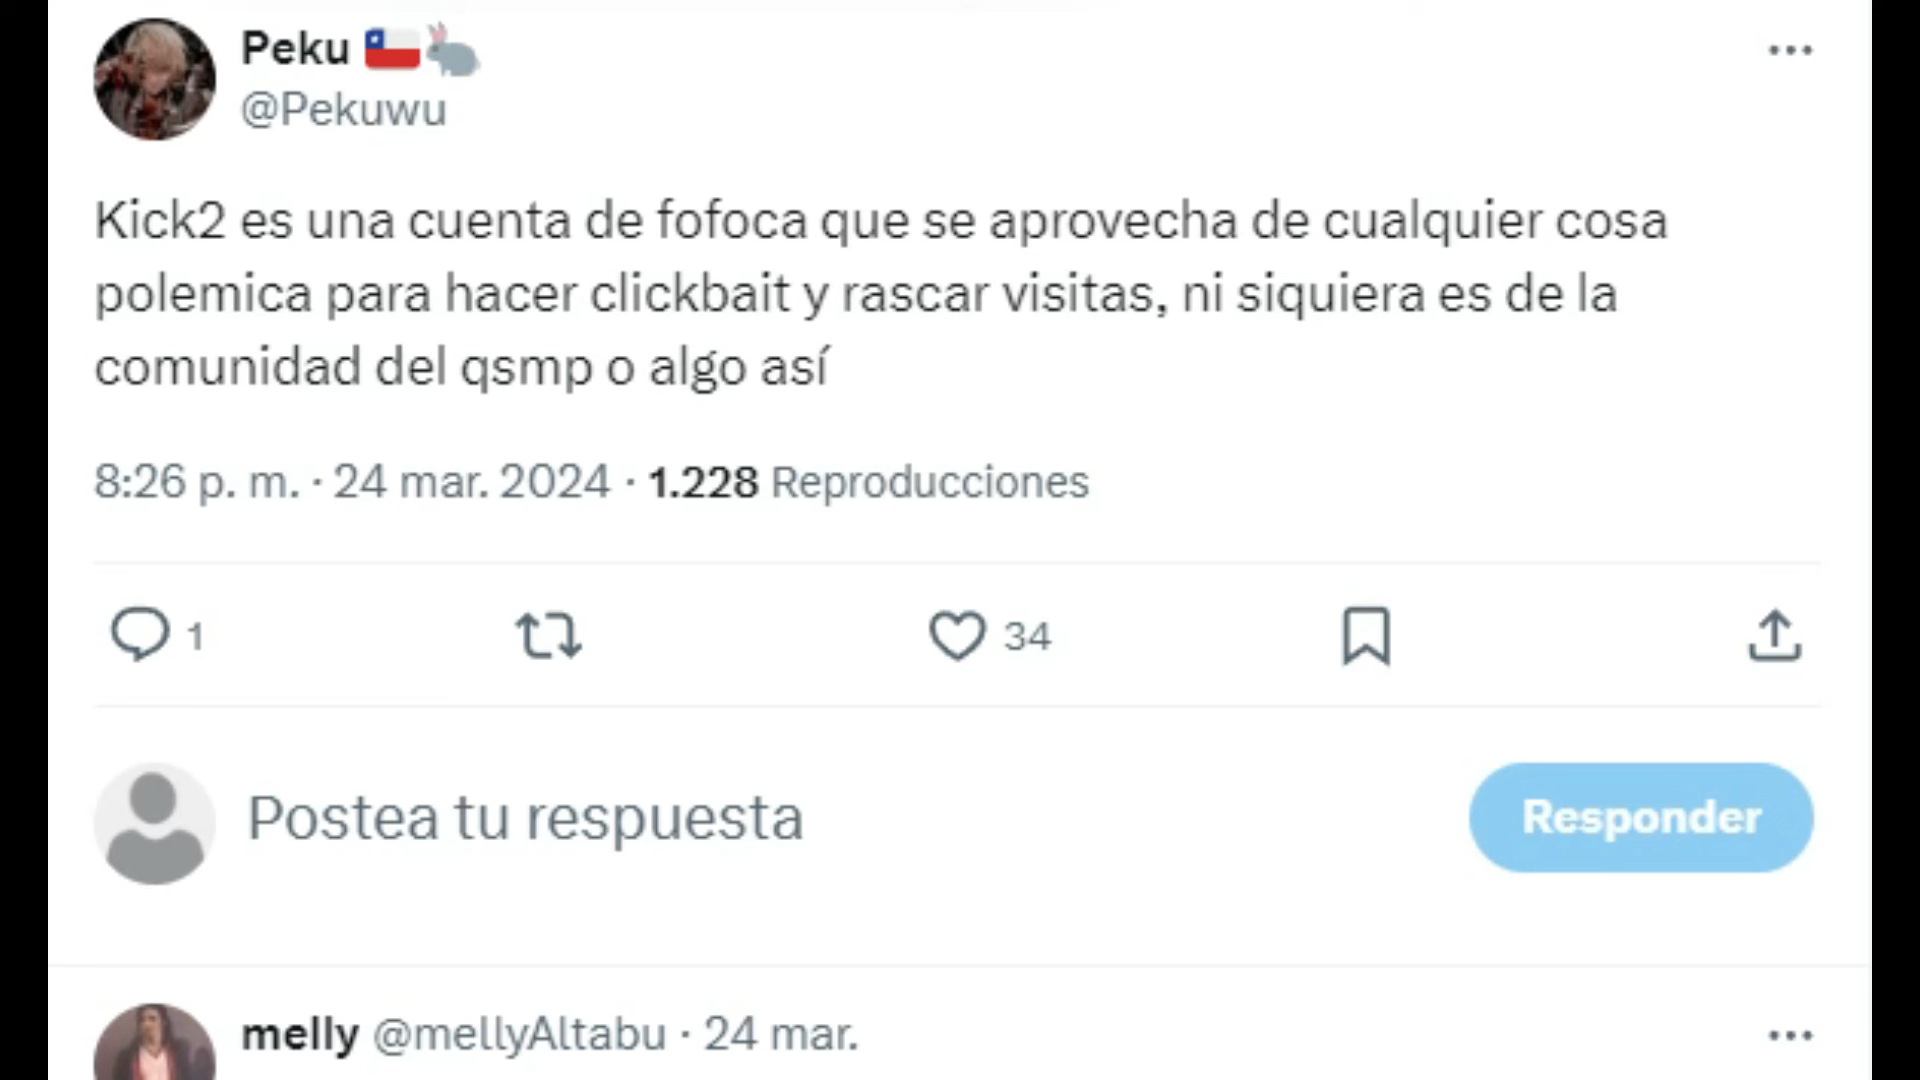 Peku 🇨🇱🐇
@Pekuwu
Kick2 es una cuenta de fofoca que se aprovecha de cualquier cosa
polemica para hacer clickbait y rascar visitas, ni siquiera es de la
comunidad del qsmp o algo así
8:26 p. m. · 24 mar. 2024 · 1.228 Reproducciones
1 34
Postea tu respuesta Responder
melly @mellyAltabu · 24 mar.